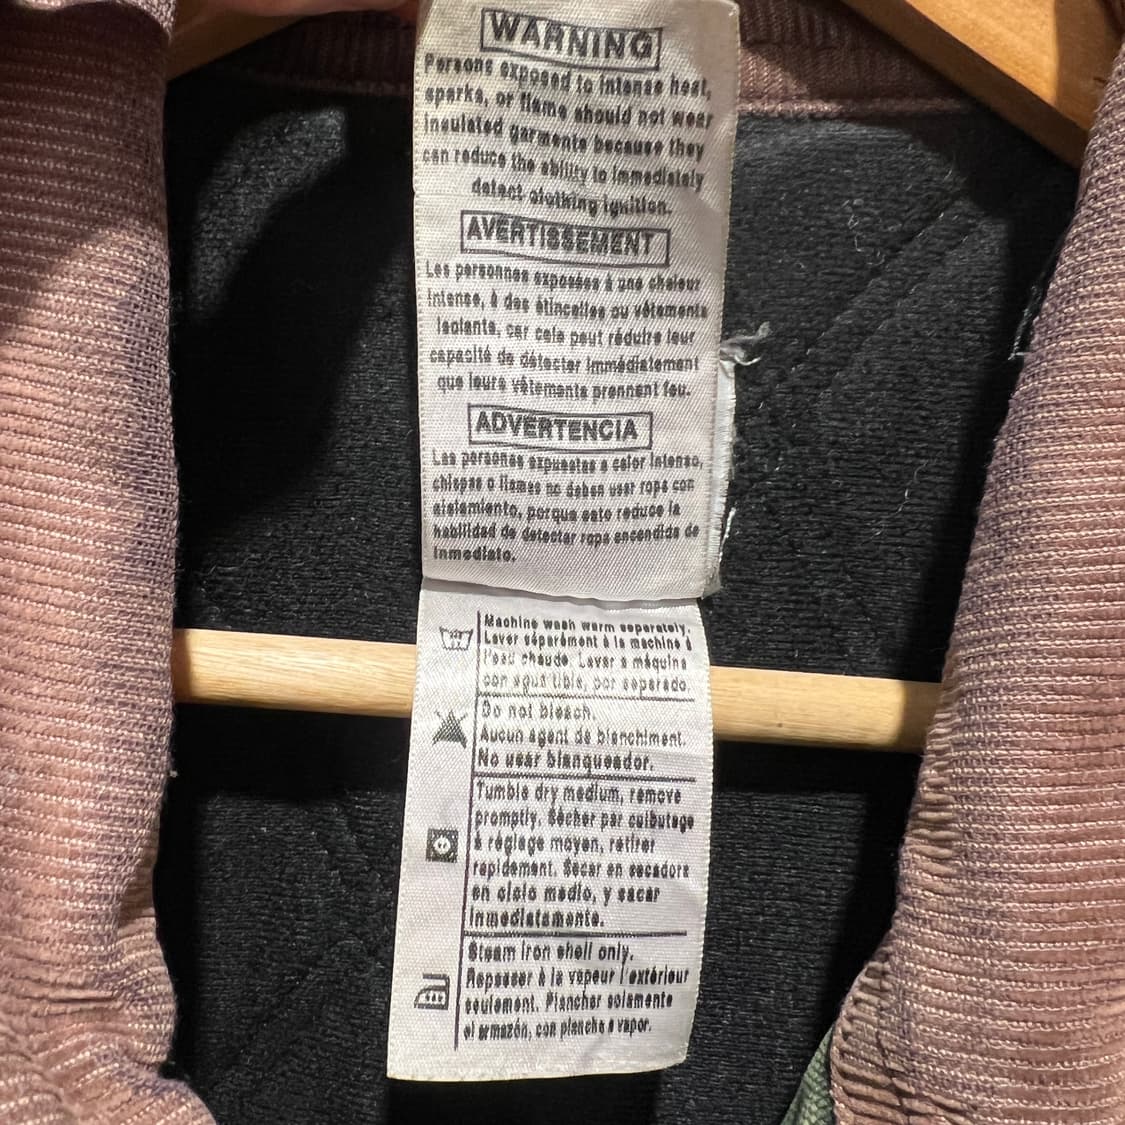 WARNING
Persons exposed to intense heat,
sparks, or flame should not wear
insulated garments because they
can reduce the ability to immediately
detect clothing ignition.
AVERTISSEMENT
Les personnes exposées à une chaleur
intense, à des étincelles ou vêtements
isolants, car cela peut réduire leur
capacité de détecter immédiatement
que leurs vêtements prennent feu.
ADVERTENCIA
Las personas expuestas a calor intenso,
chispas o llamas no deben usar ropa con
aislamiento, porque esto reduce la
habilidad de detectar ropa encendida de
inmediato.
Machine wash warm separately.
Laver séparément à la machine à
l'eau chaude. Lavar a máquina
con agua tibia, por separado.
Do not bleach.
Aucun agent de blanchiment.
No usar blanqueador.
Tumble dry medium, remove
promptly. Sécher par culbutage
à réglage moyen, retirer
rapidement. Secar en secadora
en ciclo medio, y sacar
inmediatamente.
Steam iron shell only.
Repasser à la vapeur l'extérieur
seulement. Planchar solamente
el armazón, con plancha a vapor.